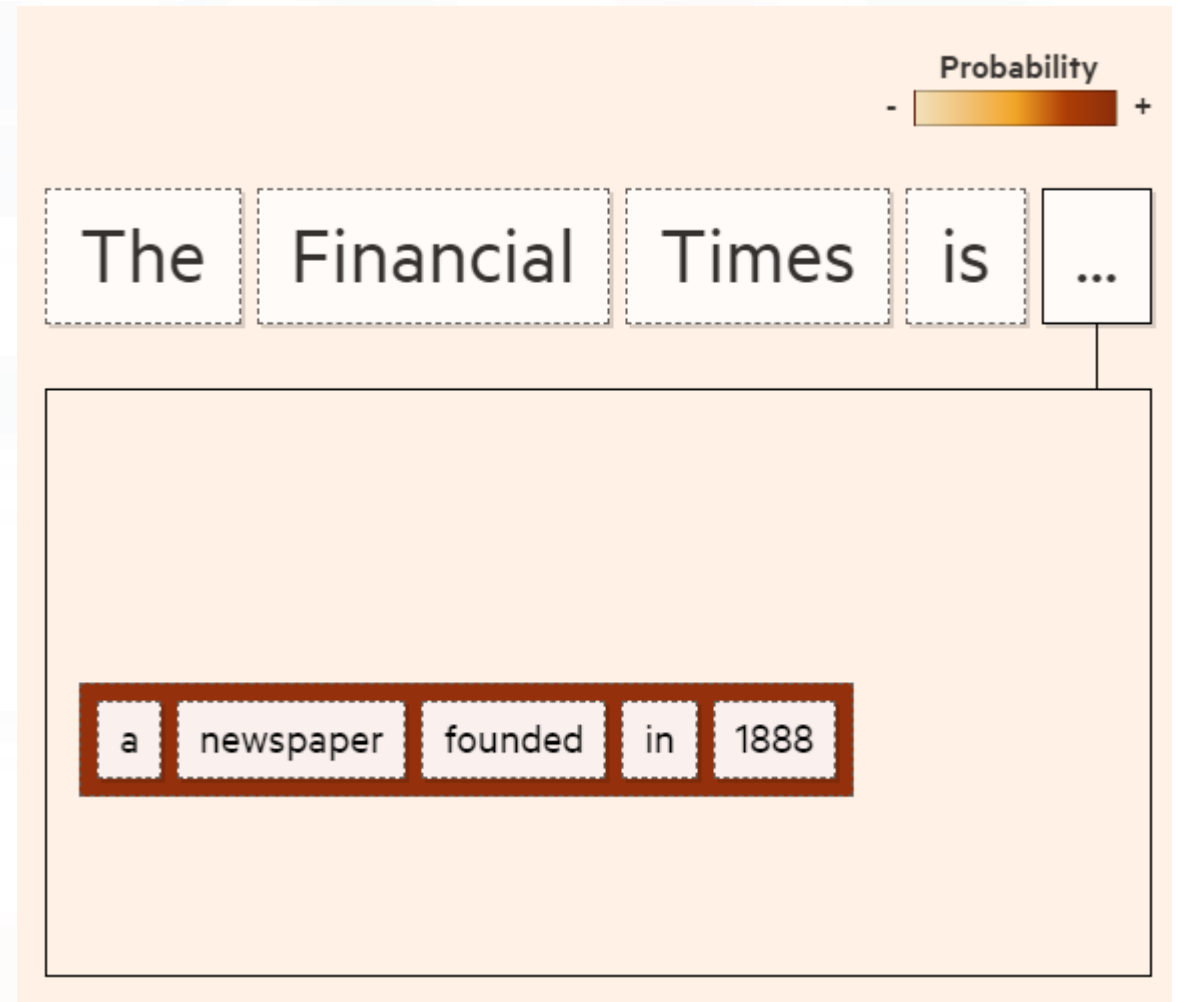 Probability
- +
The Financial Times is ...
a newspaper founded in 1888